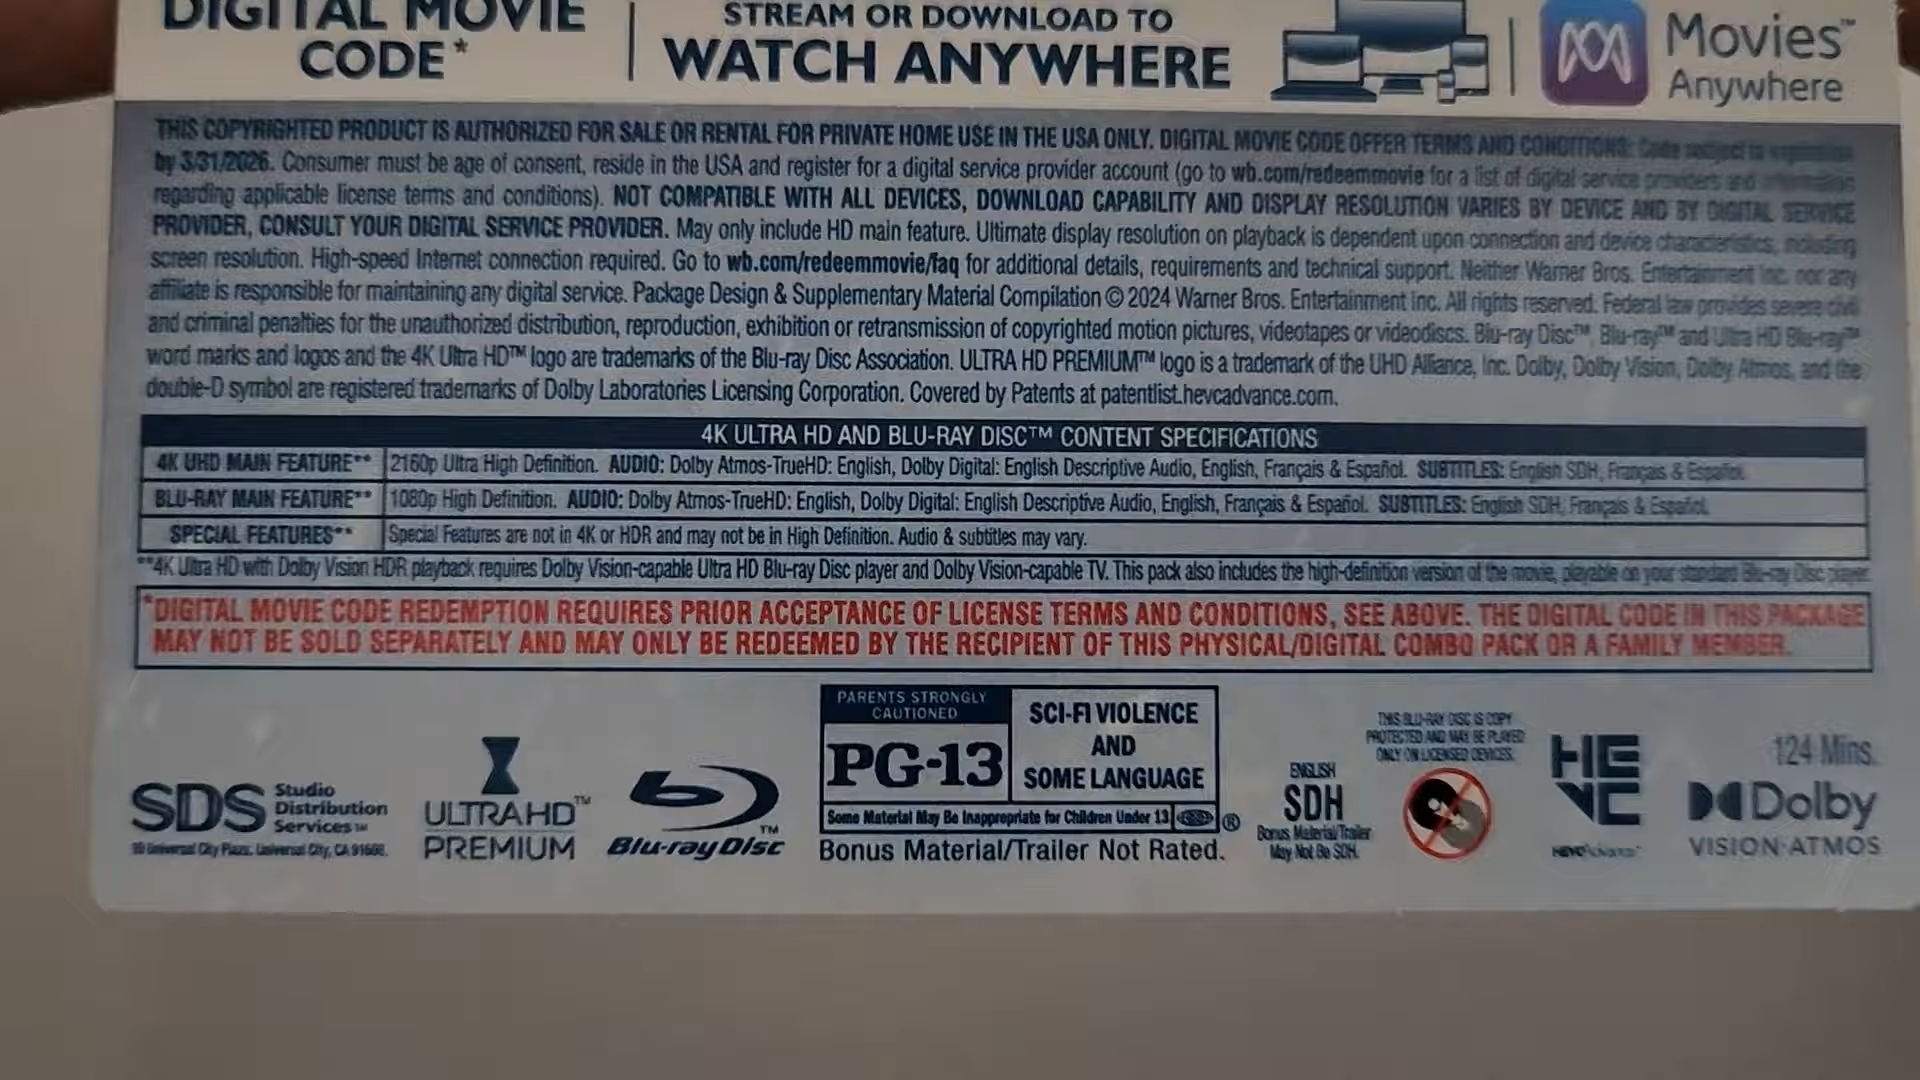 DIGITAL MOVIE
CODE*
STREAM OR DOWNLOAD TO
WATCH ANYWHERE
Movies™
Anywhere
THIS COPYRIGHTED PRODUCT IS AUTHORIZED FOR SALE OR RENTAL FOR PRIVATE HOME USE IN THE USA ONLY. DIGITAL MOVIE CODE OFFER TERMS AND CONDITIONS: Code subject to expiration
by 3/31/2026. Consumer must be age of consent, reside in the USA and register for a digital service provider account (go to wb.com/redeemmovie for a list of digital service providers and information
regarding applicable license terms and conditions). NOT COMPATIBLE WITH ALL DEVICES, DOWNLOAD CAPABILITY AND DISPLAY RESOLUTION VARIES BY DEVICE AND BY DIGITAL SERVICE
PROVIDER, CONSULT YOUR DIGITAL SERVICE PROVIDER. May only include HD main feature. Ultimate display resolution on playback is dependent upon connection and device characteristics, including
screen resolution. High-speed Internet connection required. Go to wb.com/redeemmovie/faq for additional details, requirements and technical support. Neither Warner Bros. Entertainment Inc. nor any
affiliate is responsible for maintaining any digital service. Package Design & Supplementary Material Compilation © 2024 Warner Bros. Entertainment Inc. All rights reserved. Federal law provides severe civil
and criminal penalties for the unauthorized distribution, reproduction, exhibition or retransmission of copyrighted motion pictures, videotapes or videodiscs. Blu-ray Disc™, Blu-ray™ and Ultra HD Blu-ray™
word marks and logos and the 4K Ultra HD™ logo are trademarks of the Blu-ray Disc Association. ULTRA HD PREMIUM™ logo is a trademark of the UHD Alliance, Inc. Dolby, Dolby Vision, Dolby Atmos, and the
double-D symbol are registered trademarks of Dolby Laboratories Licensing Corporation. Covered by Patents at patentlist.hevcadvance.com.
4K ULTRA HD AND BLU-RAY DISC™ CONTENT SPECIFICATIONS
4K UHD MAIN FEATURE** 2160p Ultra High Definition. AUDIO: Dolby Atmos-TrueHD: English, Dolby Digital: English Descriptive Audio, English, Français & Español. SUBTITLES: English SDH, Français & Español.
BLU-RAY MAIN FEATURE** 1080p High Definition. AUDIO: Dolby Atmos-TrueHD: English, Dolby Digital: English Descriptive Audio, English, Français & Español. SUBTITLES: English SDH, Français & Español.
SPECIAL FEATURES** Special Features are not in 4K or HDR and may not be in High Definition. Audio & subtitles may vary.
**4K Ultra HD with Dolby Vision HDR playback requires Dolby Vision-capable Ultra HD Blu-ray Disc player and Dolby Vision-capable TV. This pack also includes the high-definition version of the movie, playable on your standard Blu-ray Disc player.
*DIGITAL MOVIE CODE REDEMPTION REQUIRES PRIOR ACCEPTANCE OF LICENSE TERMS AND CONDITIONS, SEE ABOVE. THE DIGITAL CODE IN THIS PACKAGE
MAY NOT BE SOLD SEPARATELY AND MAY ONLY BE REDEEMED BY THE RECIPIENT OF THIS PHYSICAL/DIGITAL COMBO PACK OR A FAMILY MEMBER.
SDS Studio
Distribution
Services℠
Universal City Plaza. Universal City, CA 91608.
ULTRA HD™
PREMIUM
Blu-ray Disc™
PARENTS STRONGLY
CAUTIONED
PG-13
SCI-FI VIOLENCE
AND
SOME LANGUAGE
Some Material May Be Inappropriate for Children Under 13 ®
Bonus Material/Trailer Not Rated.
ENGLISH
SDH
Bonus Material/Trailer
May Not Be SDH.
THIS BLU-RAY DISC IS COPY
PROTECTED AND MAY BE PLAYED
ONLY ON LICENSED DEVICES.
HEVC
HEVC Advance™
124 Mins.
Dolby
VISION·ATMOS